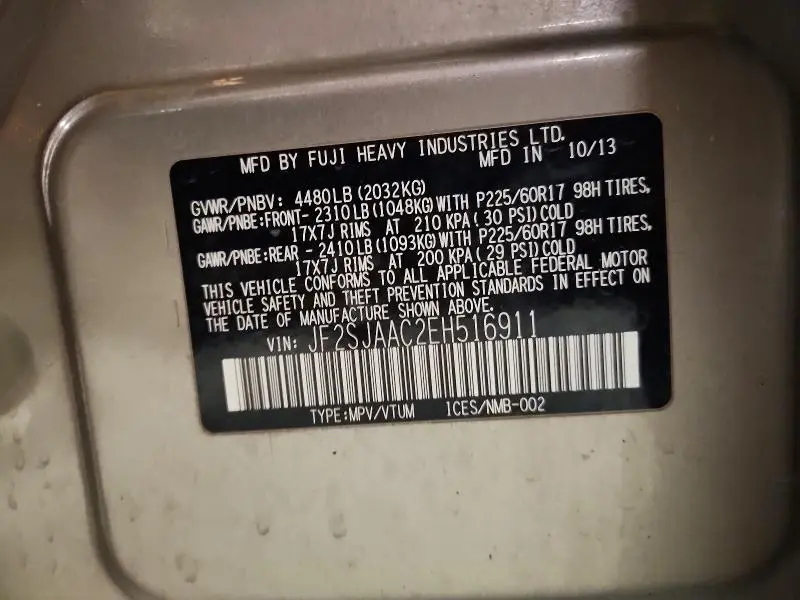 MFD BY FUJI HEAVY INDUSTRIES LTD.
MFD IN 10/13
GVWR/PNBV: 4480LB (2032KG)
GAWR/PNBE:FRONT- 2310LB (1048KG) WITH P225/60R17 98H TIRES,
17X7J RIMS AT 210 KPA ( 30 PSI) COLD
GAWR/PNBE:REAR - 2410LB (1093KG) WITH P225/60R17 98H TIRES,
17X7J RIMS AT 200 KPA ( 29 PSI) COLD
THIS VEHICLE CONFORMS TO ALL APPLICABLE FEDERAL MOTOR
VEHICLE SAFETY AND THEFT PREVENTION STANDARDS IN EFFECT ON
THE DATE OF MANUFACTURE SHOWN ABOVE.
VIN: JF2SJAAC2EH516911
TYPE:MPV/VTUM ICES/NMB-002